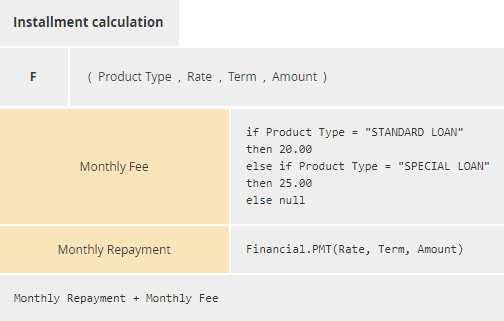 Installment calculation
F
( Product Type , Rate , Term , Amount )
Monthly Fee
if Product Type = "STANDARD LOAN"
then 20.00
else if Product Type = "SPECIAL LOAN"
then 25.00
else null
Monthly Repayment
Financial.PMT(Rate, Term, Amount)
Monthly Repayment + Monthly Fee